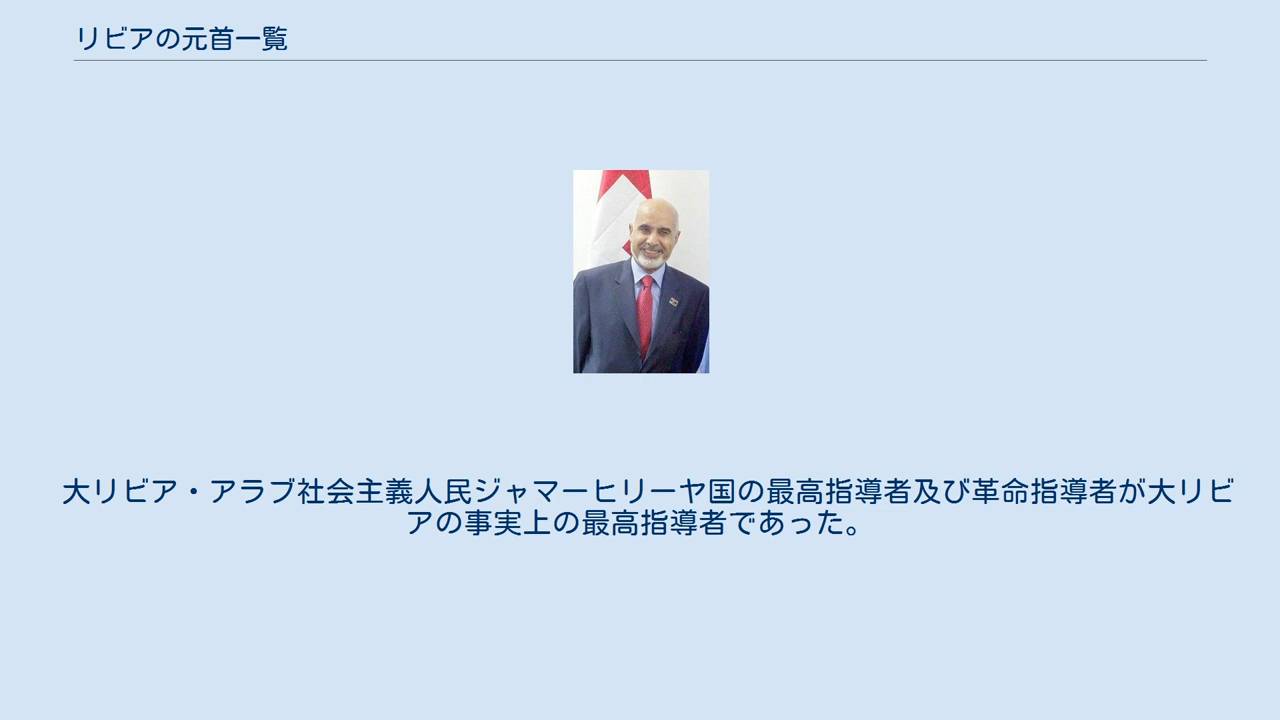 リビアの元首一覧
大リビア・アラブ社会主義人民ジャマーヒリーヤ国の最高指導者及び革命指導者が大リビ
アの事実上の最高指導者であった。